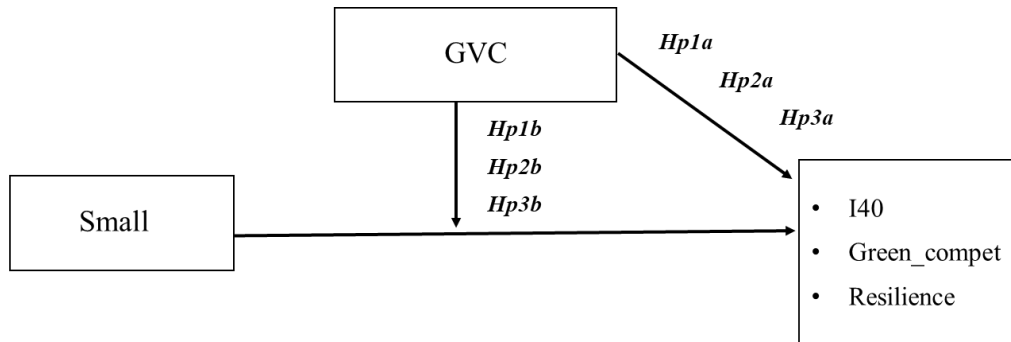 GVC
Hp1a
Hp2a
Hp3a
Hp1b
Hp2b
Hp3b
Small
• I40
• Green_compet
• Resilience